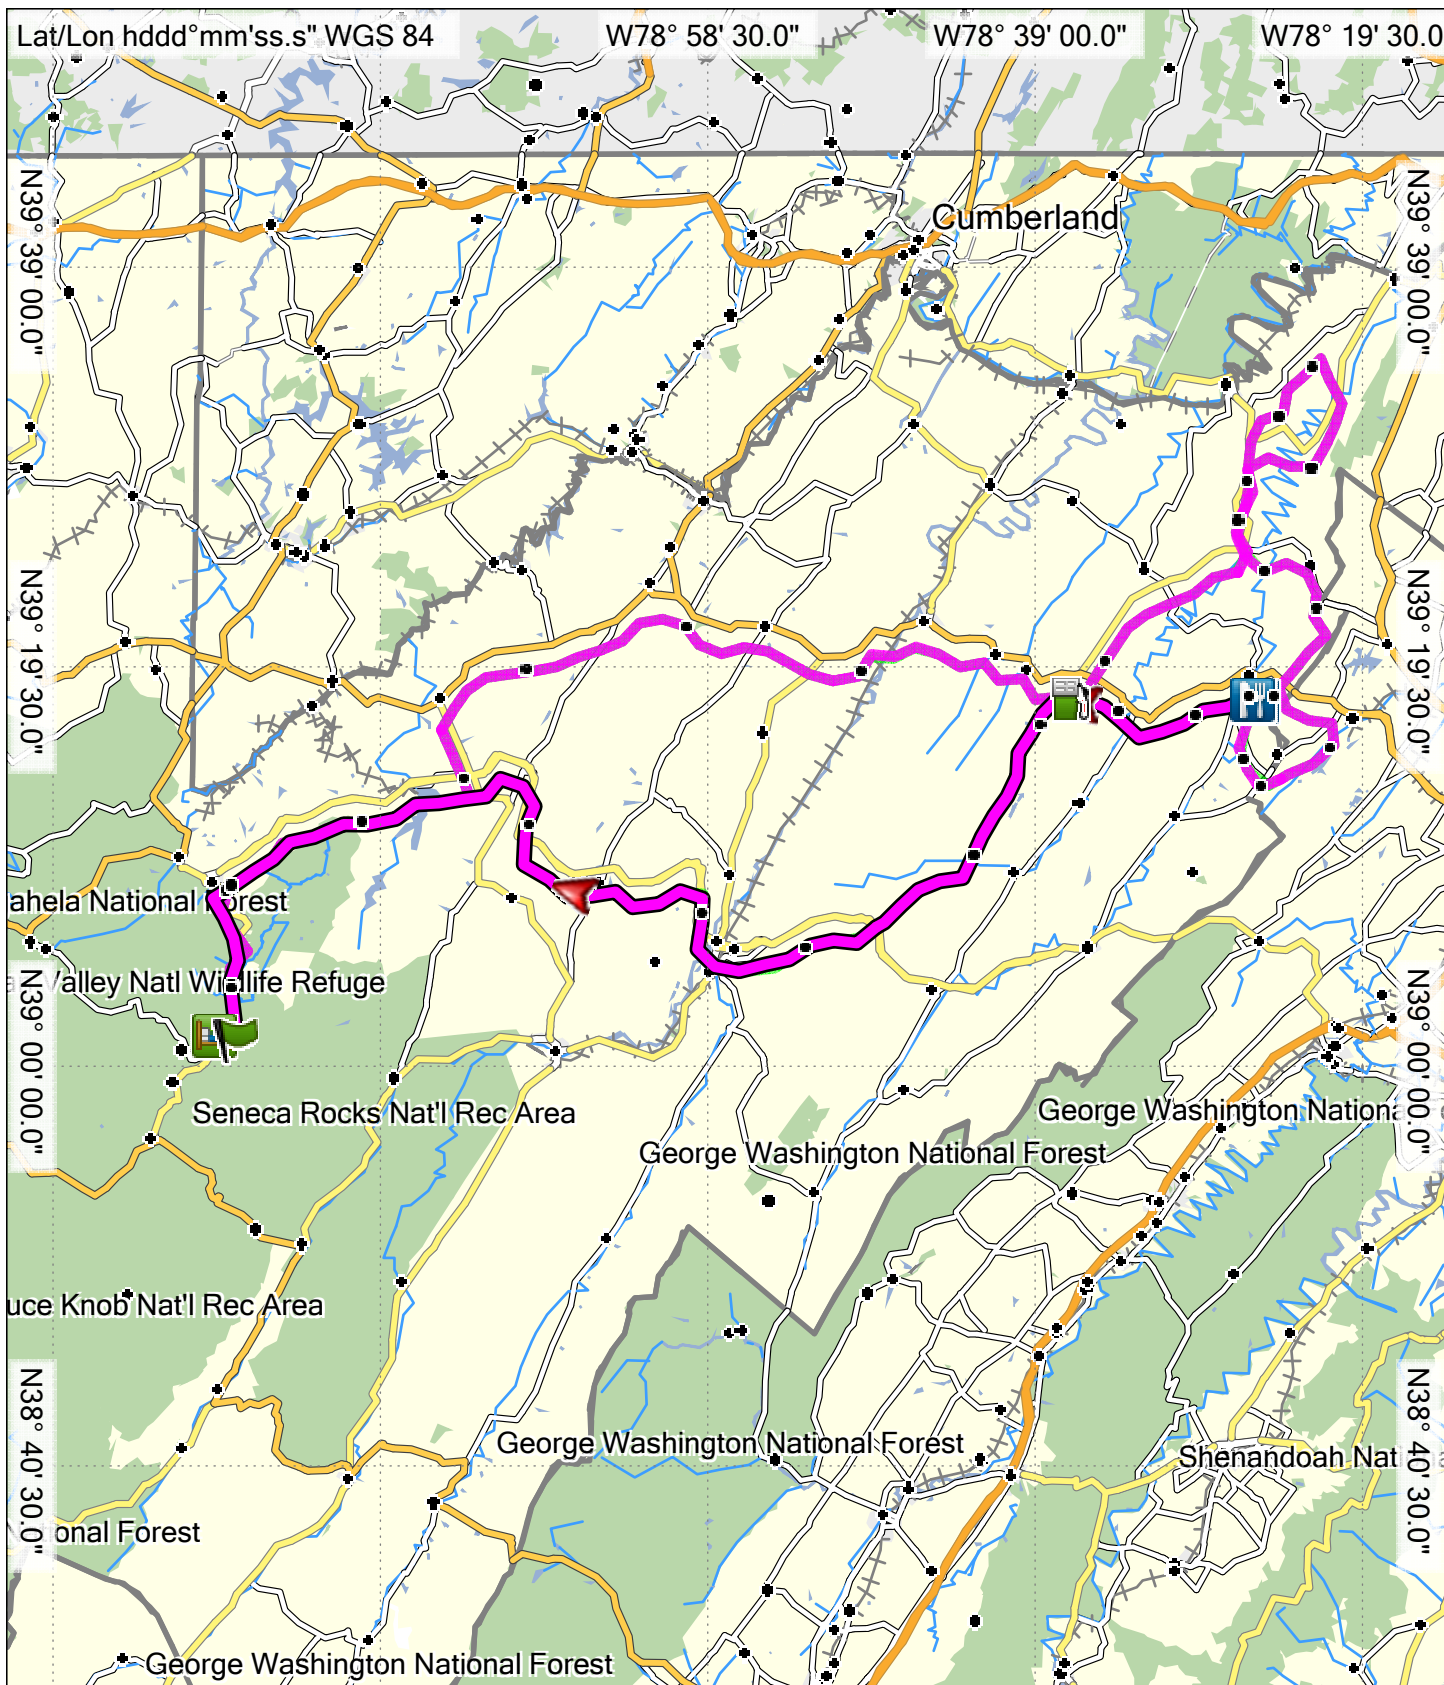 Lat/Lon hddd°mm'ss.s" WGS 84
W78° 58' 30.0"
W78° 39' 00.0"
W78° 19' 30.0
N39° 39' 00.0"
Cumberland
N39° 39' 00.0"
N39° 19' 30.0"
N39° 19' 30.0"
P
ahela National Forest
Valley Natl Wildlife Refuge
N39° 00' 00.0"
N39° 00' 00.0"
Seneca Rocks Nat'l Rec Area
George Washington Nationa
George Washington National Forest
uce Knob Nat'l Rec Area
N38° 40' 30.0"
N38° 40' 30.0"
George Washington National Forest
Shenandoah Nat
onal Forest
George Washington National Forest